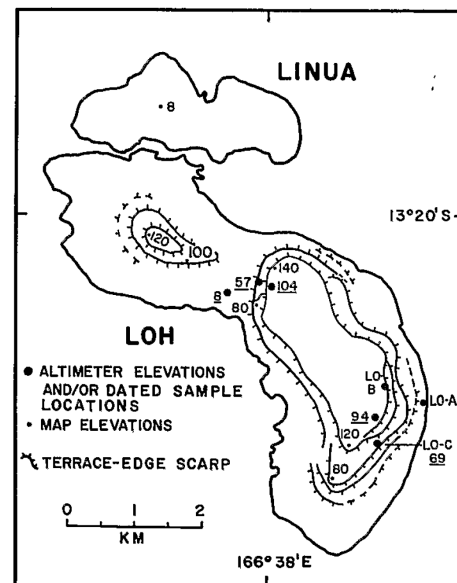 LINUA
8
13°20'S
120
100
140
57
104
8
80
LOH
LO-
B
LO-A
94
120
LO-C
69
80
● ALTIMETER ELEVATIONS
AND/OR DATED SAMPLE
LOCATIONS
• MAP ELEVATIONS
TERRACE-EDGE SCARP
0 1 2
KM
166° 38'E